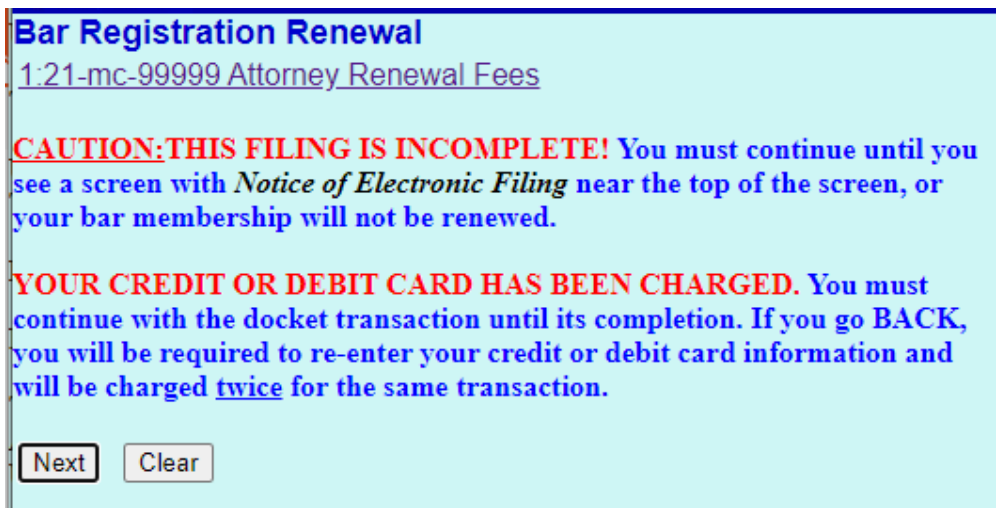 Bar Registration Renewal
1:21-mc-99999 Attorney Renewal Fees
CAUTION:THIS FILING IS INCOMPLETE! You must continue until you
see a screen with Notice of Electronic Filing near the top of the screen, or
your bar membership will not be renewed.
YOUR CREDIT OR DEBIT CARD HAS BEEN CHARGED. You must
continue with the docket transaction until its completion. If you go BACK,
you will be required to re-enter your credit or debit card information and
will be charged twice for the same transaction.
Next Clear